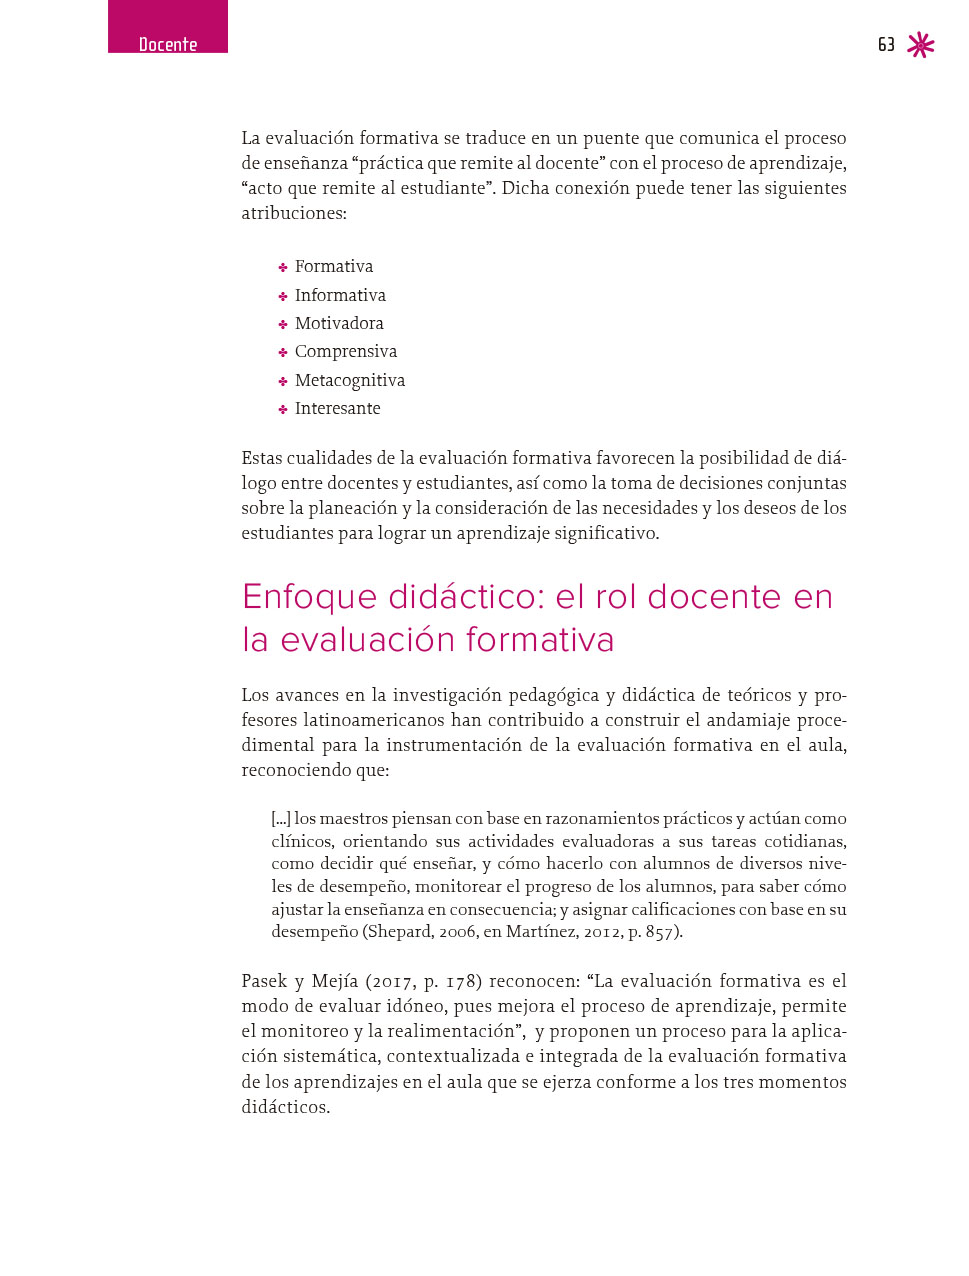 Docente
63
La evaluación formativa se traduce en un puente que comunica el proceso
de enseñanza “práctica que remite al docente” con el proceso de aprendizaje,
“acto que remite al estudiante”. Dicha conexión puede tener las siguientes
atribuciones:
✤ Formativa
✤ Informativa
✤ Motivadora
✤ Comprensiva
✤ Metacognitiva
✤ Interesante
Estas cualidades de la evaluación formativa favorecen la posibilidad de diá-
logo entre docentes y estudiantes, así como la toma de decisiones conjuntas
sobre la planeación y la consideración de las necesidades y los deseos de los
estudiantes para lograr un aprendizaje significativo.
Enfoque didáctico: el rol docente en
la evaluación formativa
Los avances en la investigación pedagógica y didáctica de teóricos y pro-
fesores latinoamericanos han contribuido a construir el andamiaje proce-
dimental para la instrumentación de la evaluación formativa en el aula,
reconociendo que:
[...] los maestros piensan con base en razonamientos prácticos y actúan como
clínicos, orientando sus actividades evaluadoras a sus tareas cotidianas,
como decidir qué enseñar, y cómo hacerlo con alumnos de diversos nive-
les de desempeño, monitorear el progreso de los alumnos, para saber cómo
ajustar la enseñanza en consecuencia; y asignar calificaciones con base en su
desempeño (Shepard, 2006, en Martínez, 2012, p. 857).
Pasek y Mejía (2017, p. 178) reconocen: “La evaluación formativa es el
modo de evaluar idóneo, pues mejora el proceso de aprendizaje, permite
el monitoreo y la realimentación”, y proponen un proceso para la aplica-
ción sistemática, contextualizada e integrada de la evaluación formativa
de los aprendizajes en el aula que se ejerza conforme a los tres momentos
didácticos.